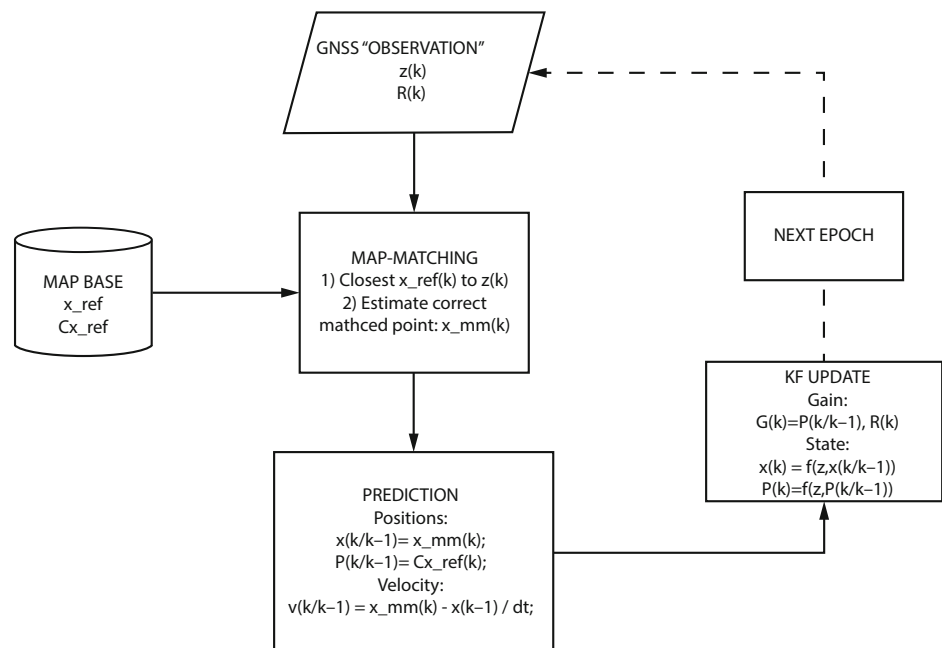 GNSS “OBSERVATION”
z(k)
R(k)
MAP BASE
x_ref
Cx_ref
MAP-MATCHING
1) Closest x_ref(k) to z(k)
2) Estimate correct
mathced point: x_mm(k)
NEXT EPOCH
PREDICTION
Positions:
x(k/k–1)= x_mm(k);
P(k/k–1)= Cx_ref(k);
Velocity:
v(k/k–1) = x_mm(k) - x(k–1) / dt;
KF UPDATE
Gain:
G(k)=P(k/k–1), R(k)
State:
x(k) = f(z,x(k/k–1))
P(k)=f(z,P(k/k–1))